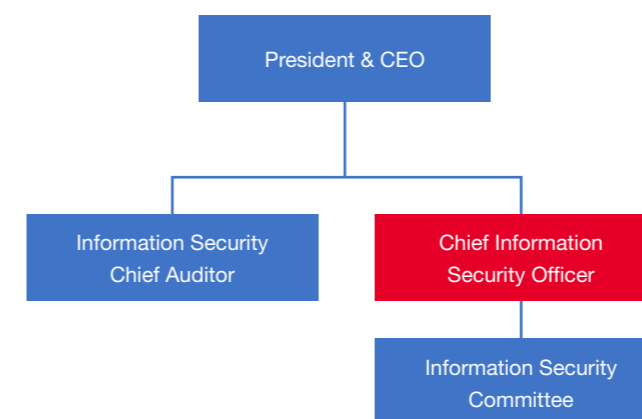 President & CEO
Information Security
Chief Auditor
Chief Information
Security Officer
Information Security
Committee